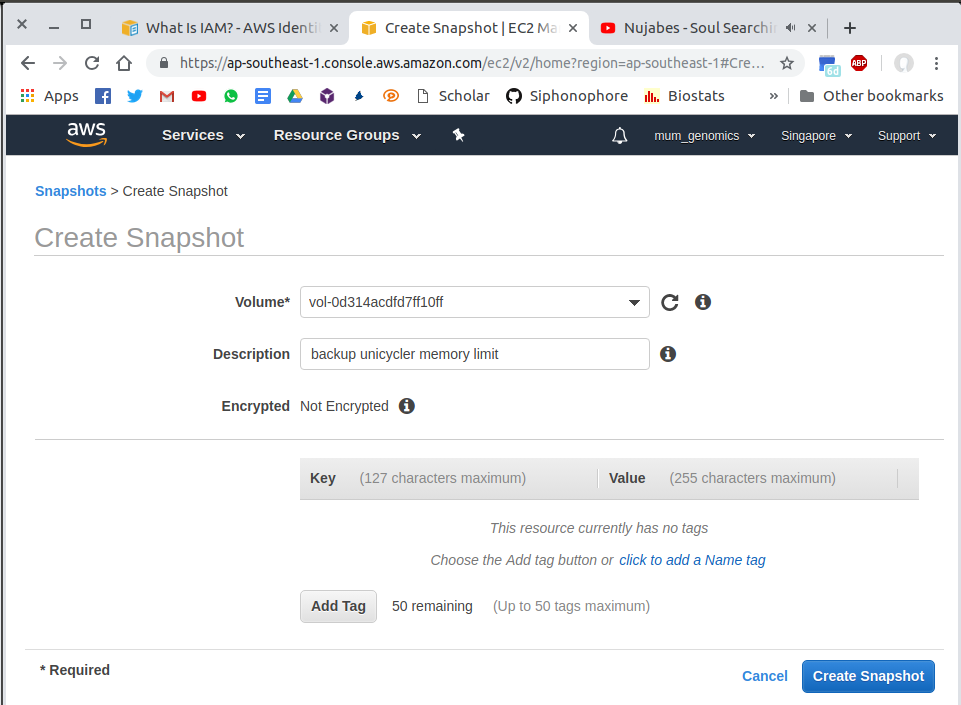 What Is IAM? - AWS Identi
Create Snapshot | EC2 Ma
Nujabes - Soul Searchin
https://ap-southeast-1.console.aws.amazon.com/ec2/v2/home?region=ap-southeast-1#Cre...
6d
ABP
Apps
Scholar
Siphonophore
Biostats
»
Other bookmarks
aws
Services
Resource Groups
mum_genomics
Singapore
Support
Snapshots > Create Snapshot
Create Snapshot
Volume* vol-0d314acdfd7ff10ff
Description backup unicycler memory limit
Encrypted Not Encrypted
Key (127 characters maximum) Value (255 characters maximum)
This resource currently has no tags
Choose the Add tag button or click to add a Name tag
Add Tag 50 remaining (Up to 50 tags maximum)
* Required
Cancel Create Snapshot